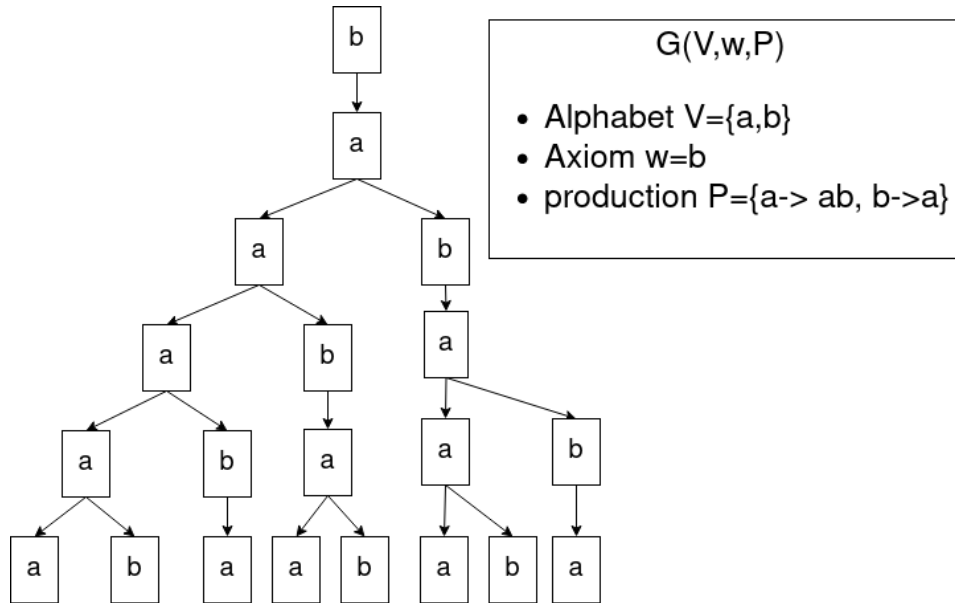 b
G(V,w,P)
• Alphabet V={a,b}
• Axiom w=b
• production P={a-> ab, b->a}
a
a b
a b a
a b a a b
a b a a b a b a